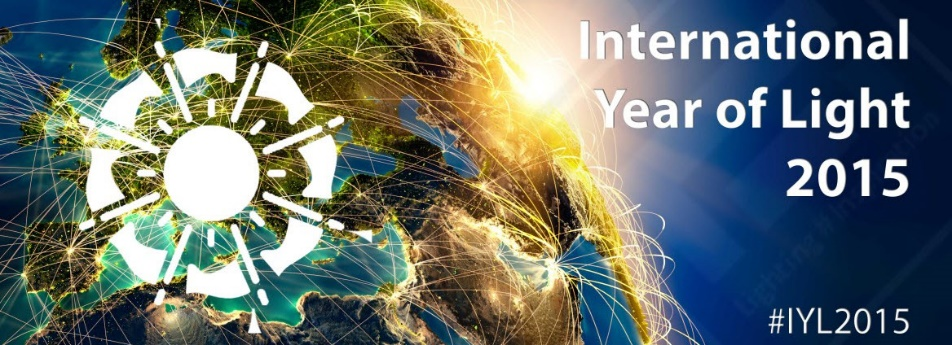 International
Year of Light
2015
#IYL2015